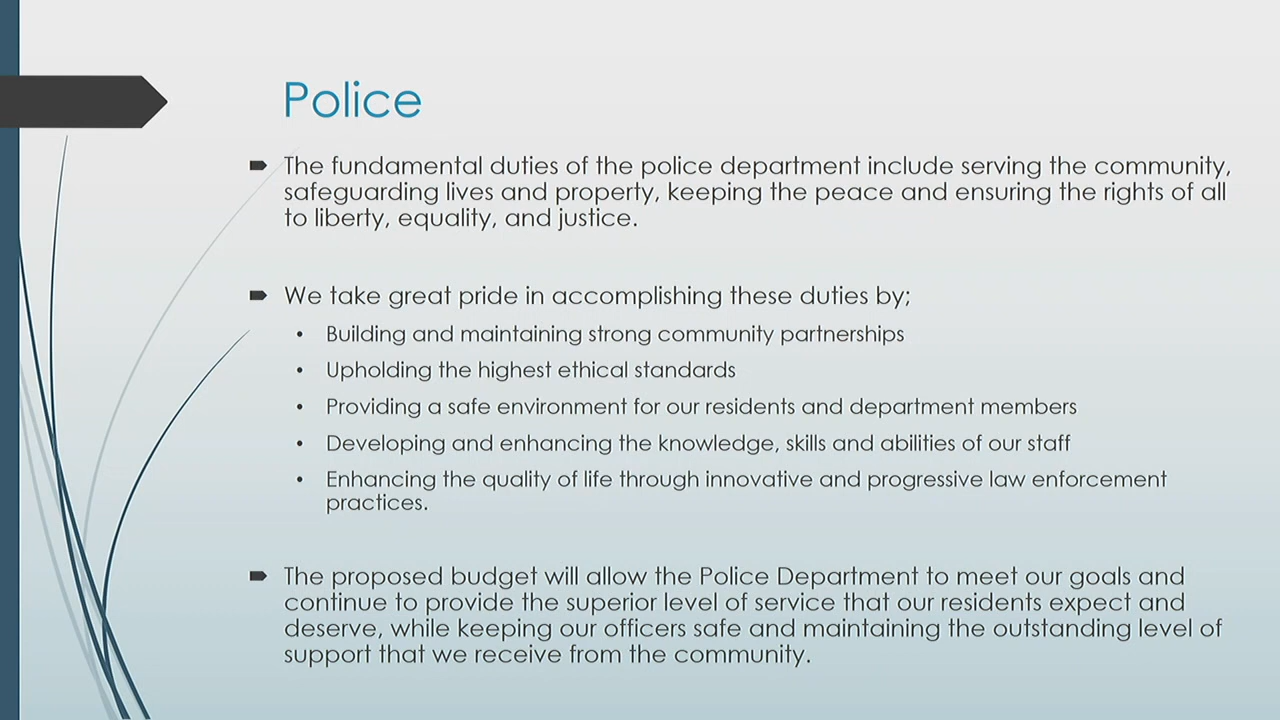 Police
The fundamental duties of the police department include serving the community,
safeguarding lives and property, keeping the peace and ensuring the rights of all
to liberty, equality, and justice.
We take great pride in accomplishing these duties by;
• Building and maintaining strong community partnerships
• Upholding the highest ethical standards
• Providing a safe environment for our residents and department members
• Developing and enhancing the knowledge, skills and abilities of our staff
• Enhancing the quality of life through innovative and progressive law enforcement
practices.
The proposed budget will allow the Police Department to meet our goals and
continue to provide the superior level of service that our residents expect and
deserve, while keeping our officers safe and maintaining the outstanding level of
support that we receive from the community.